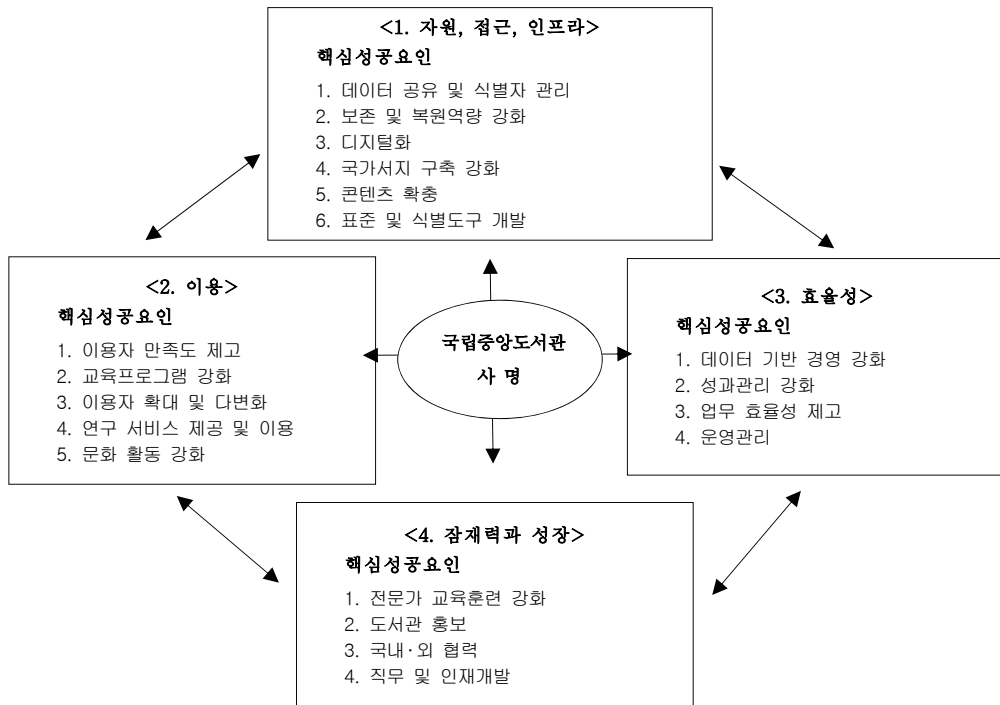 <1. 자원, 접근, 인프라>
핵심성공요인
1. 데이터 공유 및 식별자 관리
2. 보존 및 복원역량 강화
3. 디지털화
4. 국가서지 구축 강화
5. 콘텐츠 확충
6. 표준 및 식별도구 개발
<2. 이용>
핵심성공요인
1. 이용자 만족도 제고
2. 교육프로그램 강화
3. 이용자 확대 및 다변화
4. 연구 서비스 제공 및 이용
5. 문화 활동 강화
국립중앙도서관
사 명
<3. 효율성>
핵심성공요인
1. 데이터 기반 경영 강화
2. 성과관리 강화
3. 업무 효율성 제고
4. 운영관리
<4. 잠재력과 성장>
핵심성공요인
1. 전문가 교육훈련 강화
2. 도서관 홍보
3. 국내·외 협력
4. 직무 및 인재개발